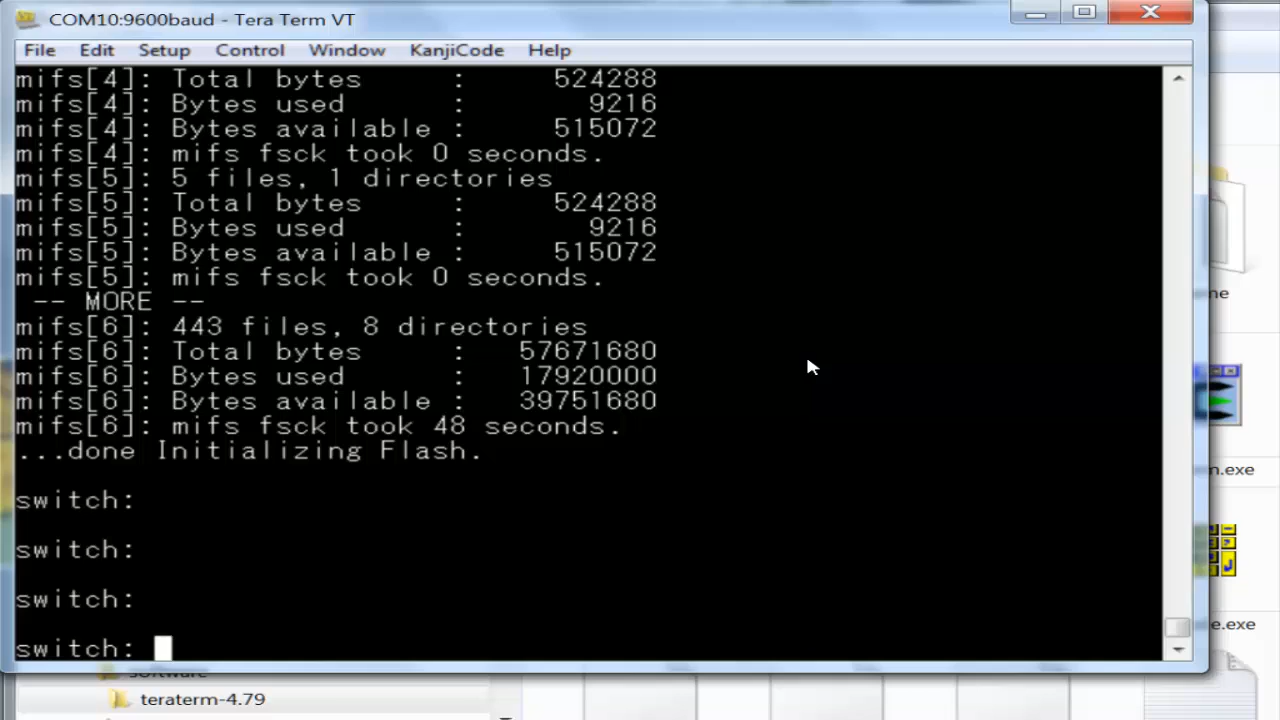 COM10:9600baud - Tera Term VT
File Edit Setup Control Window KanjiCode Help
mifs[4]: Total bytes : 524288
mifs[4]: Bytes used : 9216
mifs[4]: Bytes available : 515072
mifs[4]: mifs fsck took 0 seconds.
mifs[5]: 5 files, 1 directories
mifs[5]: Total bytes : 524288
mifs[5]: Bytes used : 9216
mifs[5]: Bytes available : 515072
mifs[5]: mifs fsck took 0 seconds.
-- MORE --
mifs[6]: 443 files, 8 directories
mifs[6]: Total bytes : 57671680
mifs[6]: Bytes used : 17920000
mifs[6]: Bytes available : 39751680
mifs[6]: mifs fsck took 48 seconds.
...done Initializing Flash.
switch:
switch:
switch:
switch:
ne
m.exe
e.exe
software
teraterm-4.79